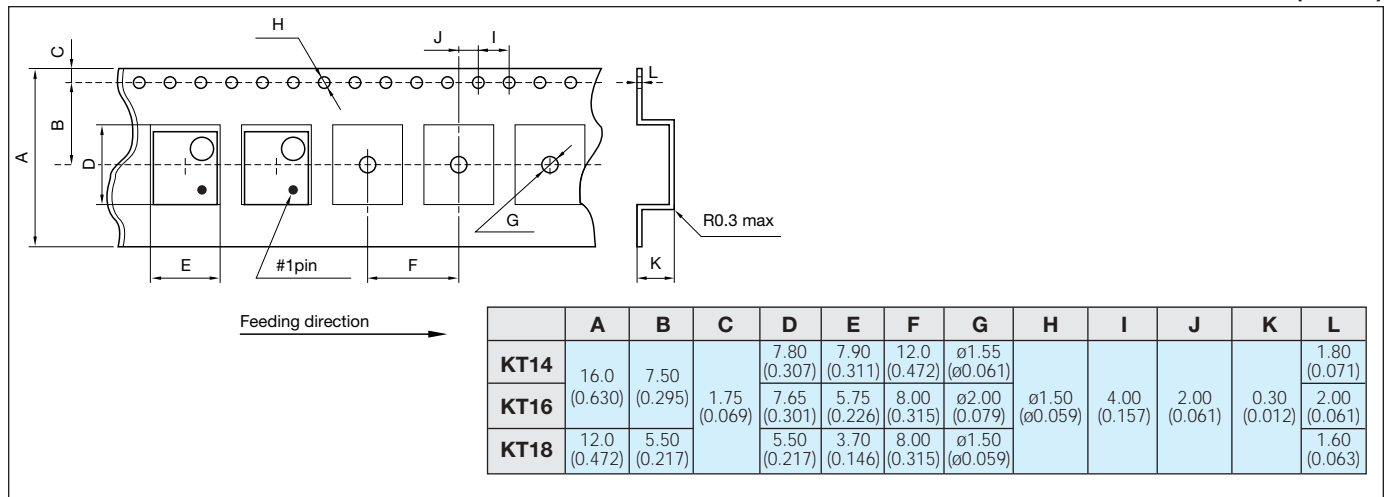 H
J I
C
L
B
A
D
G
R0.3 max
E
#1pin
F
K
Feeding direction
A B C D E F G H I J K L
KT14 16.0 (0.630) 7.50 (0.295) 1.75 (0.069) 7.80 (0.307) 7.90 (0.311) 12.0 (0.472) ø1.55 (ø0.061) ø1.50 (ø0.059) 4.00 (0.157) 2.00 (0.061) 0.30 (0.012) 1.80 (0.071)
KT16 7.65 (0.301) 5.75 (0.226) 8.00 (0.315) ø2.00 (0.079) 2.00 (0.061)
KT18 12.0 (0.472) 5.50 (0.217) 5.50 (0.217) 3.70 (0.146) 8.00 (0.315) ø1.50 (ø0.059) 1.60 (0.063)